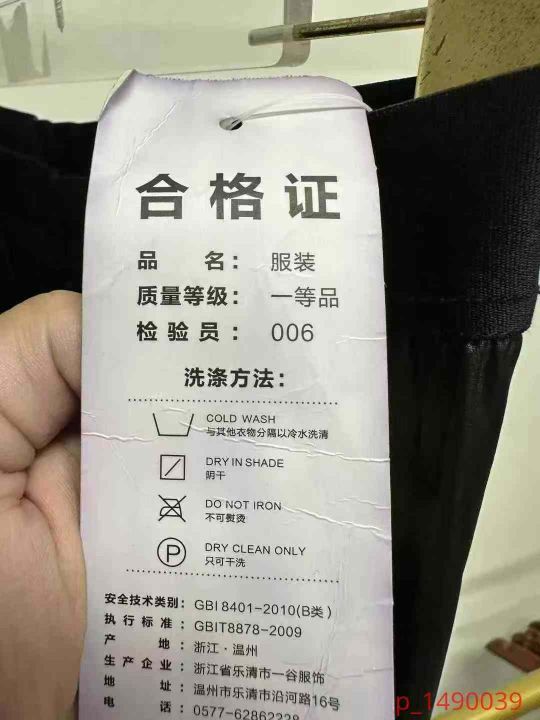 合格证
品 名： 服装
质量等级： 一等品
检验员： 006
洗涤方法：
COLD WASH
与其他衣物分隔以冷水洗清
DRY IN SHADE
阴干
DO NOT IRON
不可熨烫
P
DRY CLEAN ONLY
只可干洗
安全技术类别：GB18401-2010(B类)
执行标准：GBIT8878-2009
产 地：浙江·温州
生产企业：浙江省乐清市一谷服饰
地 址：温州市乐清市沿河路16号
电 话：0577-62862228
p_1490039